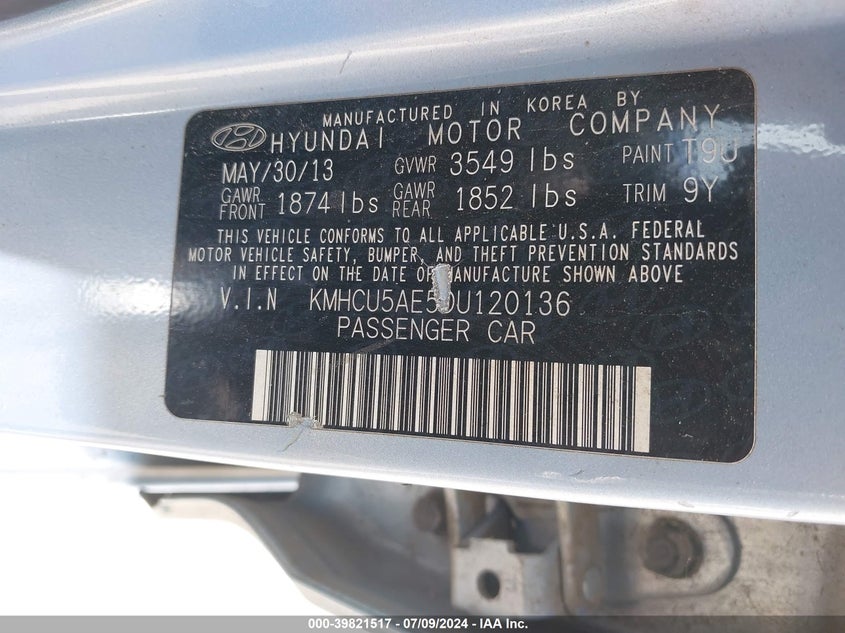 MANUFACTURED IN KOREA BY
HYUNDAI MOTOR COMPANY
MAY/30/13 GVWR 3549 lbs PAINT T9U
GAWR FRONT 1874 lbs GAWR REAR 1852 lbs TRIM 9Y
THIS VEHICLE CONFORMS TO ALL APPLICABLE U.S.A. FEDERAL
MOTOR VEHICLE SAFETY, BUMPER, AND THEFT PREVENTION STANDARDS
IN EFFECT ON THE DATE OF MANUFACTURE SHOWN ABOVE
V.I.N KMHCU5AE5DU120136
PASSENGER CAR
000-39821517 - 07/09/2024 - IAA Inc.